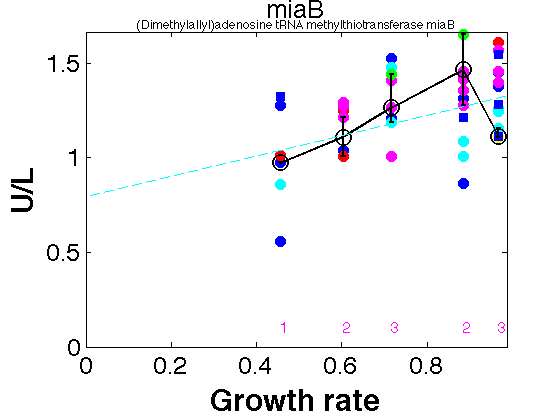 miaB
(Dimethylallyl)adenosine tRNA methylthiotransferase miaB
1.5
1
0.5
0
U/L
1 2 3 2 3
0 0.2 0.4 0.6 0.8
Growth rate